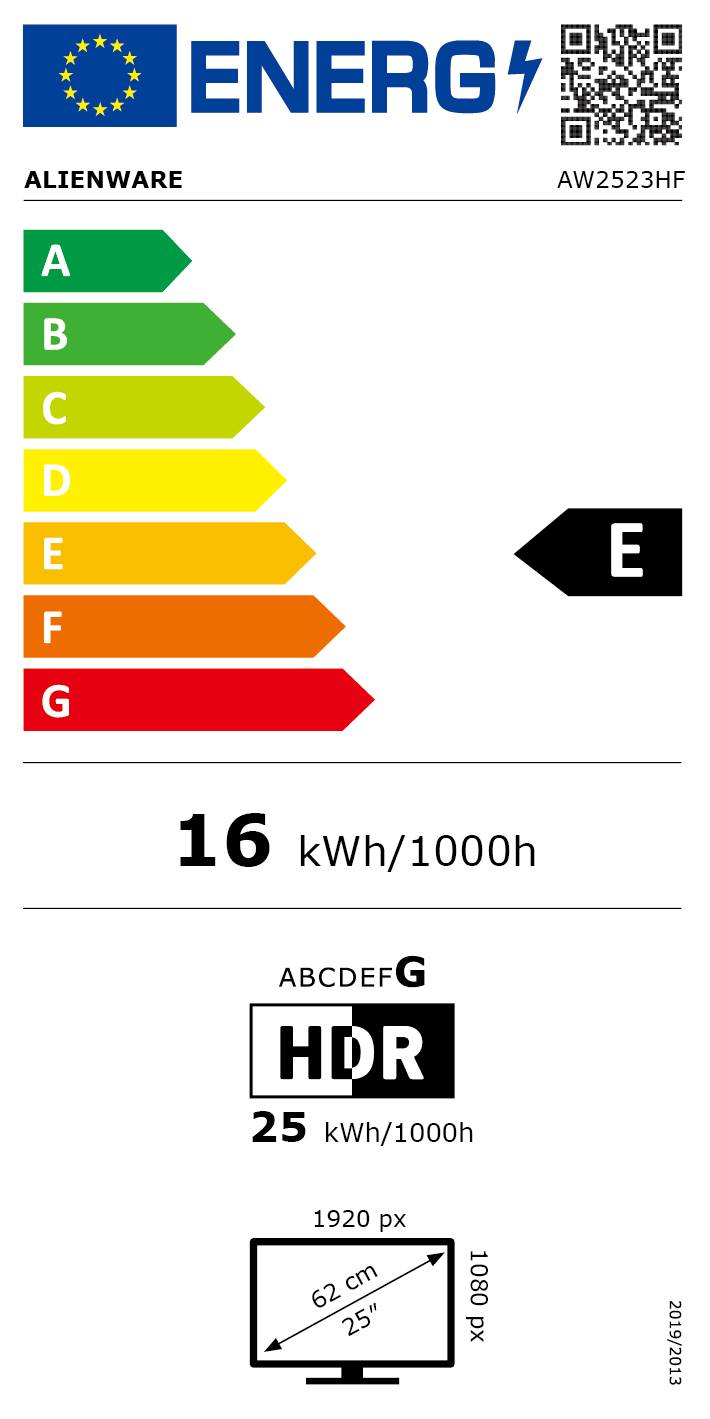 ENERG
ALIENWARE
AW2523HF
A
B
C
D
E
E
F
G
16 kWh/1000h
ABCDEFG
HDR
25 kWh/1000h
1920 px
1080 px
62 cm
25″
2019/2013